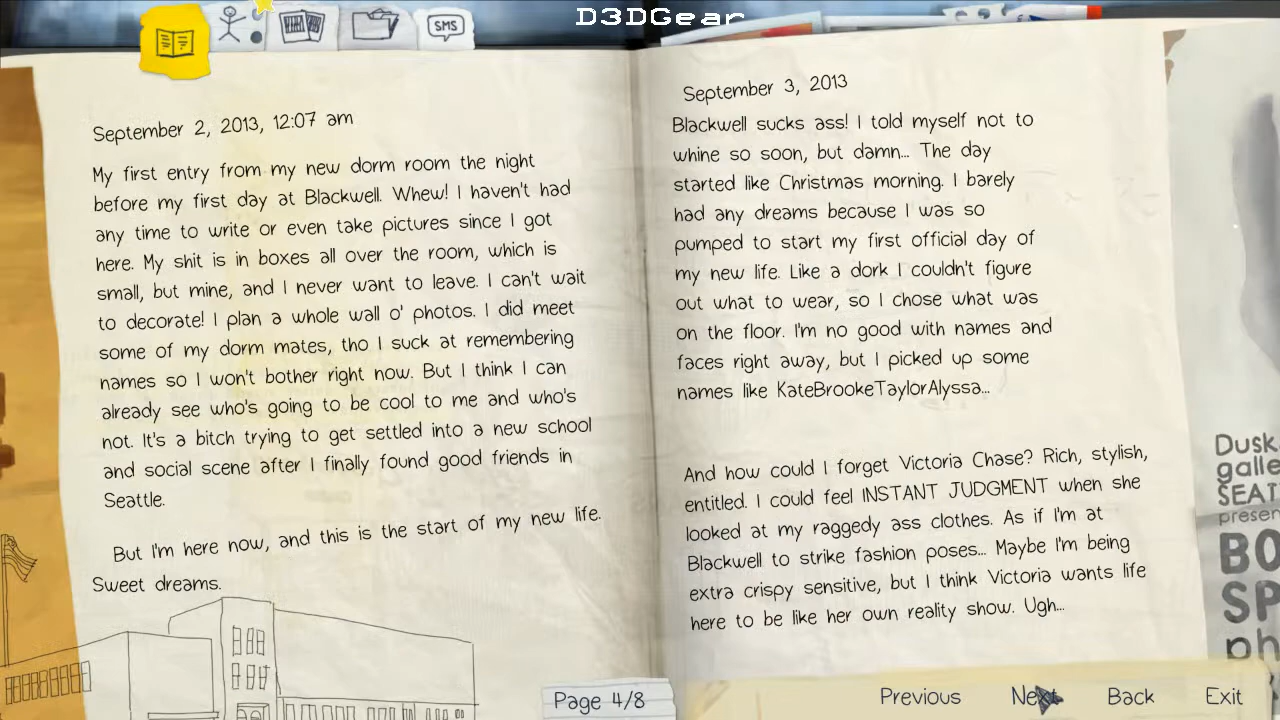 D3DGear
SMS
September 2, 2013, 12:07 am
My first entry from my new dorm room the night
before my first day at Blackwell. Whew! I haven't had
any time to write or even take pictures since I got
here. My shit is in boxes all over the room, which is
small, but mine, and I never want to leave. I can't wait
to decorate! I plan a whole wall o' photos. I did meet
some of my dorm mates, tho I suck at remembering
names so I won't bother right now. But I think I can
already see who's going to be cool to me and who's
not. It's a bitch trying to get settled into a new school
and social scene after I finally found good friends in
Seattle.
But I'm here now, and this is the start of my new life.
Sweet dreams.
September 3, 2013
Blackwell sucks ass! I told myself not to
whine so soon, but damn... The day
started like Christmas morning. I barely
had any dreams because I was so
pumped to start my first official day of
my new life. Like a dork I couldn't figure
out what to wear, so I chose what was
on the floor. I'm no good with names and
faces right away, but I picked up some
names like KateBrookeTaylorAlyssa...
And how could I forget Victoria Chase? Rich, stylish,
entitled. I could feel INSTANT JUDGMENT when she
looked at my raggedy ass clothes. As if I'm at
Blackwell to strike fashion poses... Maybe I'm being
extra crispy sensitive, but I think Victoria wants life
here to be like her own reality show. Ugh...
Page 4/8
Previous Next Back Exit